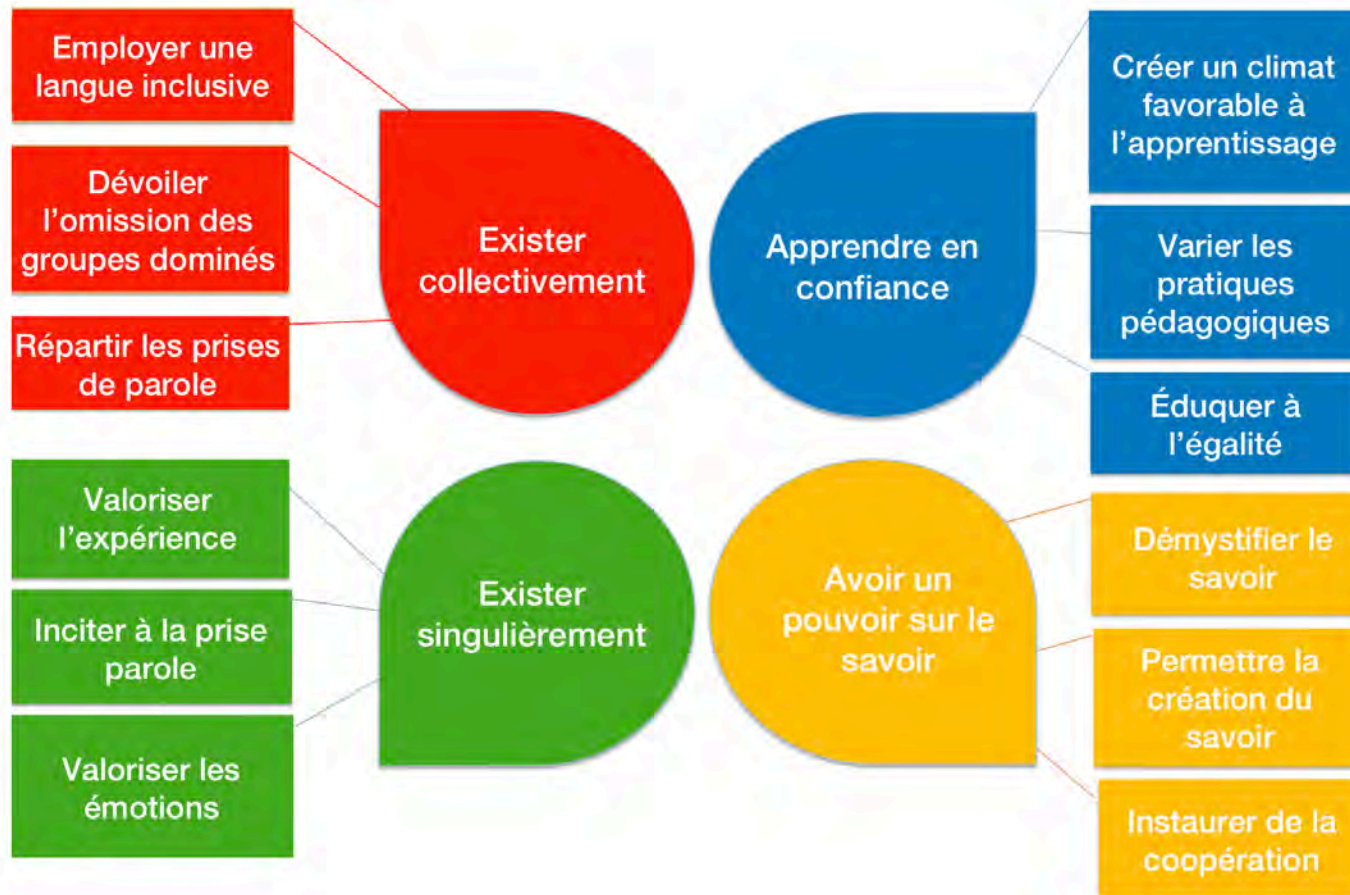 Employer une
langue inclusive
Dévoiler
l'omission des
groupes dominés
Répartir les prises
de parole
Exister
collectivement
Apprendre en
confiance
Créer un climat
favorable à
l'apprentissage
Varier les
pratiques
pédagogiques
Éduquer à
l'égalité
Valoriser
l'expérience
Inciter à la prise
parole
Valoriser les
émotions
Exister
singulièrement
Avoir un
pouvoir sur le
savoir
Démystifier le
savoir
Permettre la
création du
savoir
Instaurer de la
coopération